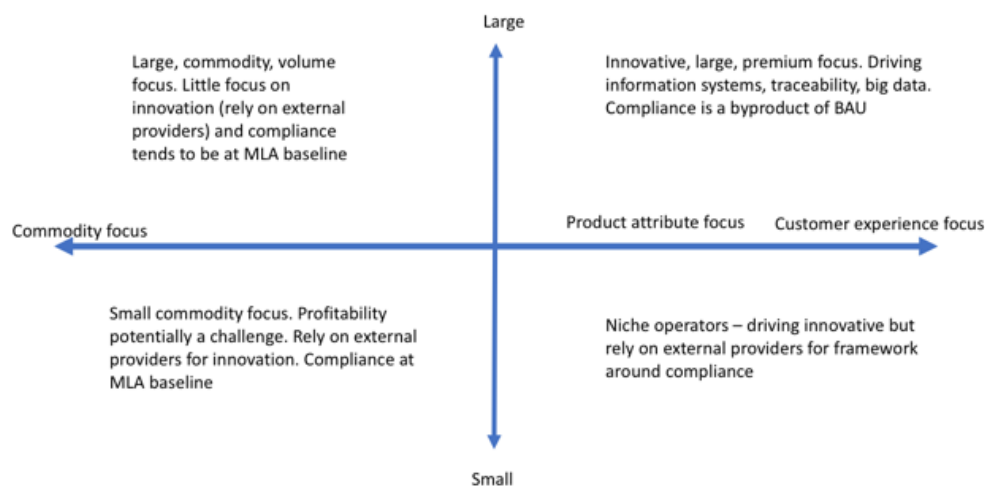 Large
Large, commodity, volume
focus. Little focus on
innovation (rely on external
providers) and compliance
tends to be at MLA baseline
Innovative, large, premium focus. Driving
information systems, traceability, big data.
Compliance is a byproduct of BAU
Commodity focus
Product attribute focus
Customer experience focus
Small commodity focus. Profitability
potentially a challenge. Rely on external
providers for innovation. Compliance at
MLA baseline
Niche operators – driving innovative but
rely on external providers for framework
around compliance
Small